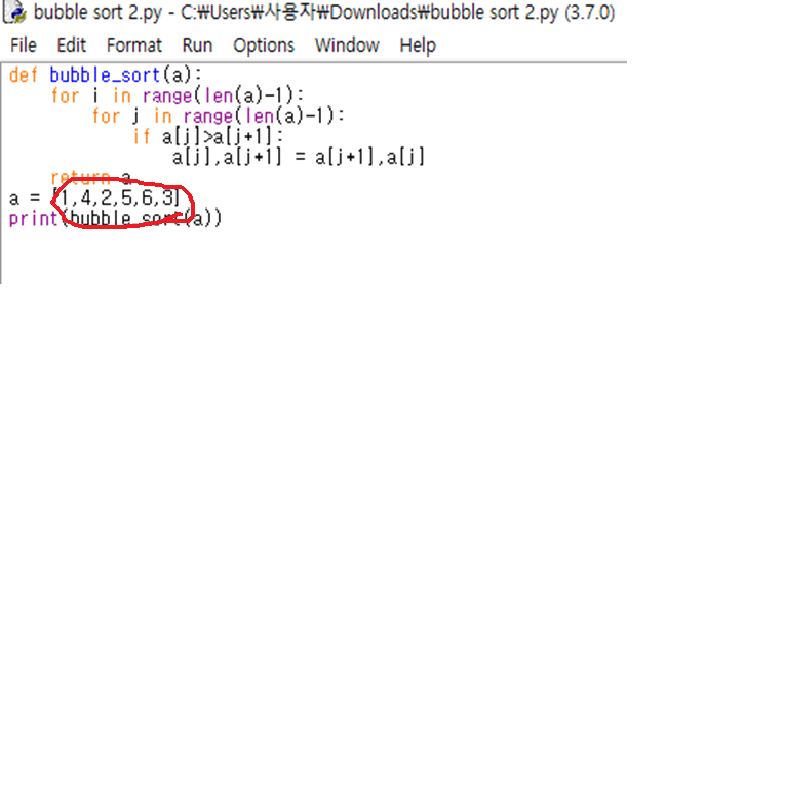 bubble sort 2.py - C:₩Users₩사용자₩Downloads₩bubble sort 2.py (3.7.0)
File Edit Format Run Options Window Help
def bubble_sort(a):
    for i in range(len(a)-1):
        for j in range(len(a)-1):
            if a[j]>a[j+1]:
                a[j],a[j+1] = a[j+1],a[j]
    return a
a = [1,4,2,5,6,3]
print(bubble_sort(a))